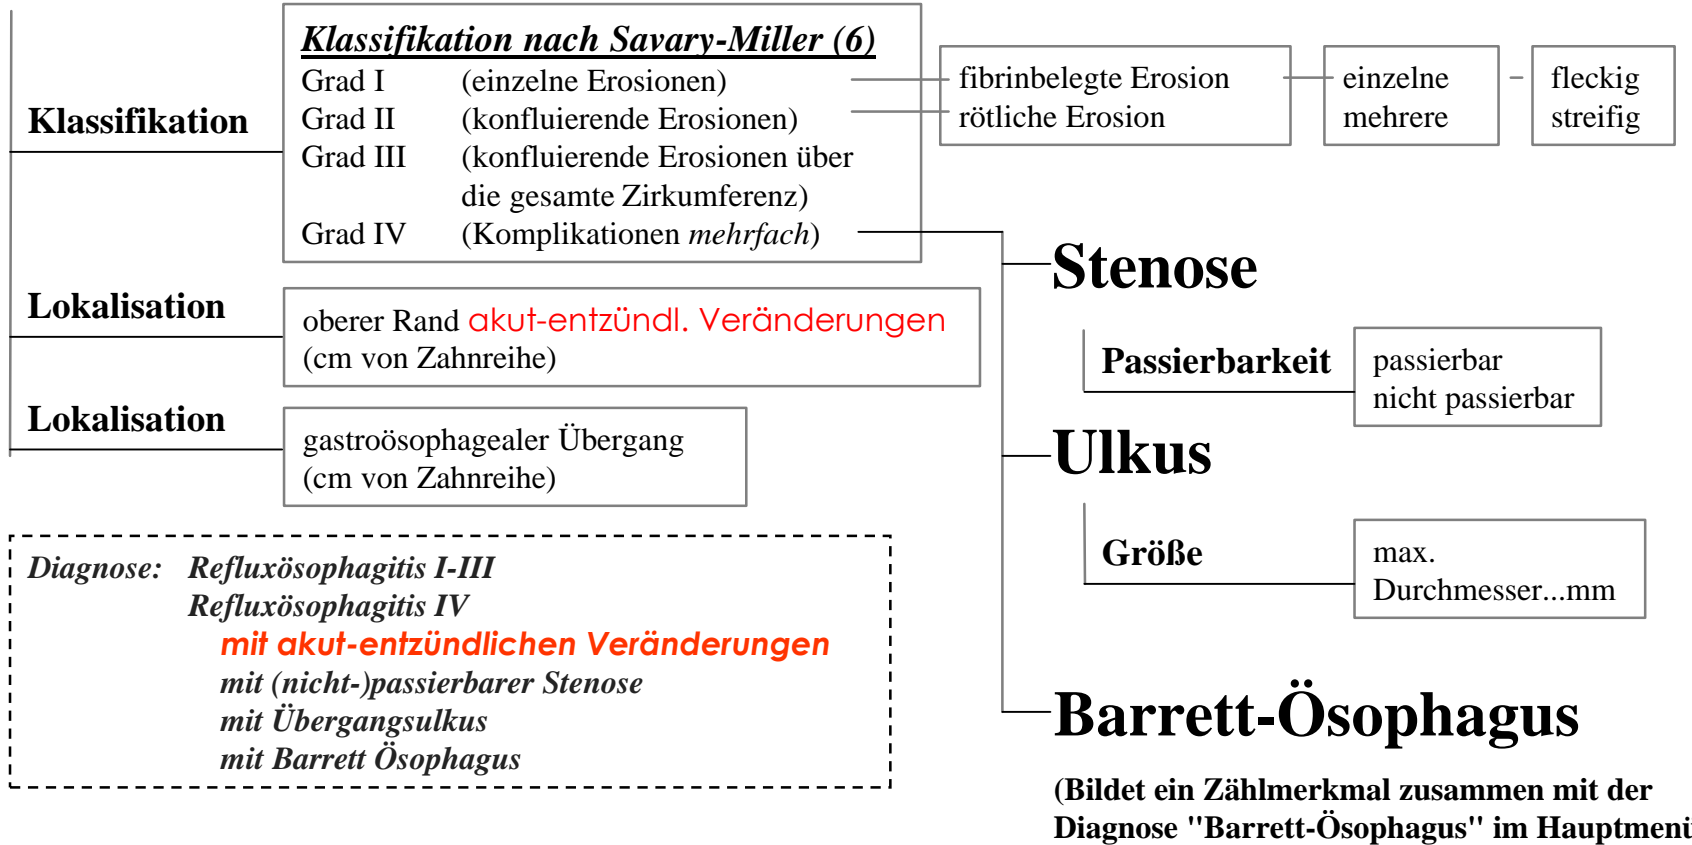 Klassifikation
Klassifikation nach Savary-Miller (6)
Grad I (einzelne Erosionen)
Grad II (konfluierende Erosionen)
Grad III (konfluierende Erosionen über
die gesamte Zirkumferenz)
Grad IV (Komplikationen mehrfach)
fibrinbelegte Erosion
rötliche Erosion
einzelne
mehrere
fleckig
streifig
Lokalisation
oberer Rand akut-entzündl. Veränderungen
(cm von Zahnreihe)
Lokalisation
gastroösophagealer Übergang
(cm von Zahnreihe)
Stenose
Passierbarkeit
passierbar
nicht passierbar
Ulkus
Größe
max.
Durchmesser...mm
Barrett-Ösophagus
(Bildet ein Zählmerkmal zusammen mit der
Diagnose "Barrett-Ösophagus" im Hauptmenü
Diagnose: Refluxösophagitis I-III
Refluxösophagitis IV
mit akut-entzündlichen Veränderungen
mit (nicht-)passierbarer Stenose
mit Übergangsulkus
mit Barrett Ösophagus